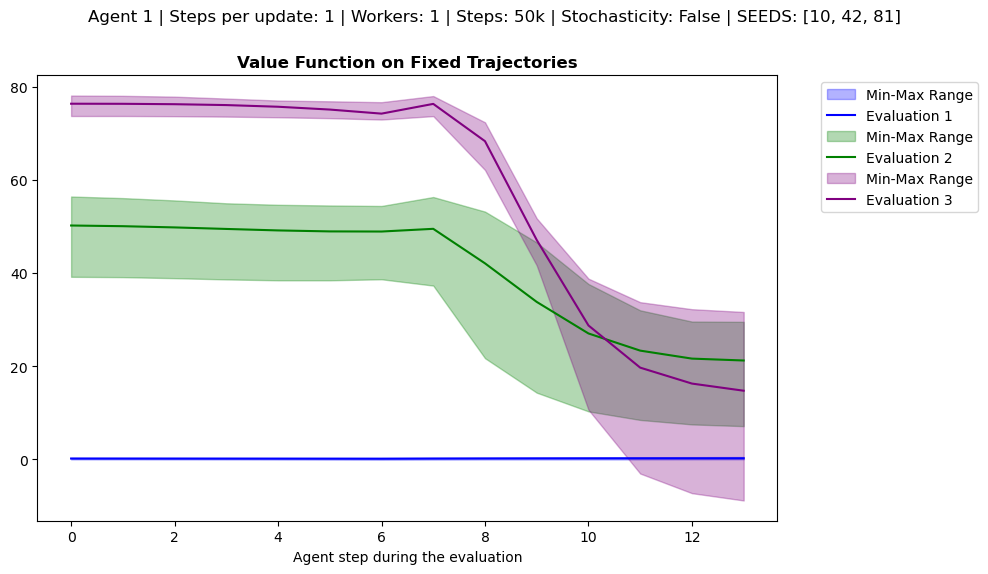 Agent 1 | Steps per update: 1 | Workers: 1 | Steps: 50k | Stochasticity: False | SEEDS: [10, 42, 81]
Value Function on Fixed Trajectories
80
60
40
20
0
0 2 4 6 8 10 12
Agent step during the evaluation
Min-Max Range
Evaluation 1
Min-Max Range
Evaluation 2
Min-Max Range
Evaluation 3